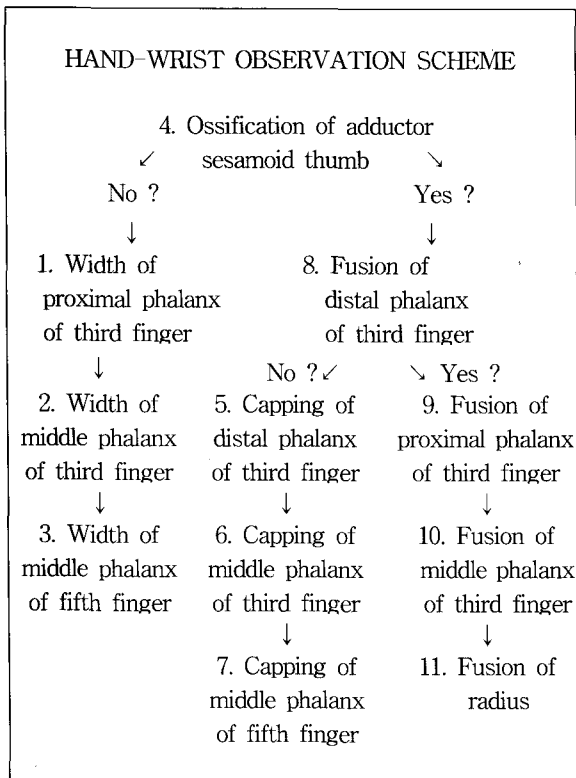 HAND-WRIST OBSERVATION SCHEME
4. Ossification of adductor
↙ sesamoid thumb ↘
No ? Yes ?
↓ ↓
1. Width of
proximal phalanx
of third finger
8. Fusion of
distal phalanx
of third finger
↓ No ?↙ ↘ Yes ?
2. Width of
middle phalanx
of third finger
5. Capping of
distal phalanx
of third finger
9. Fusion of
proximal phalanx
of third finger
↓ ↓ ↓
3. Width of
middle phalanx
of fifth finger
6. Capping of
middle phalanx
of third finger
10. Fusion of
middle phalanx
of third finger
↓ ↓
7. Capping of
middle phalanx
of fifth finger
11. Fusion of
radius